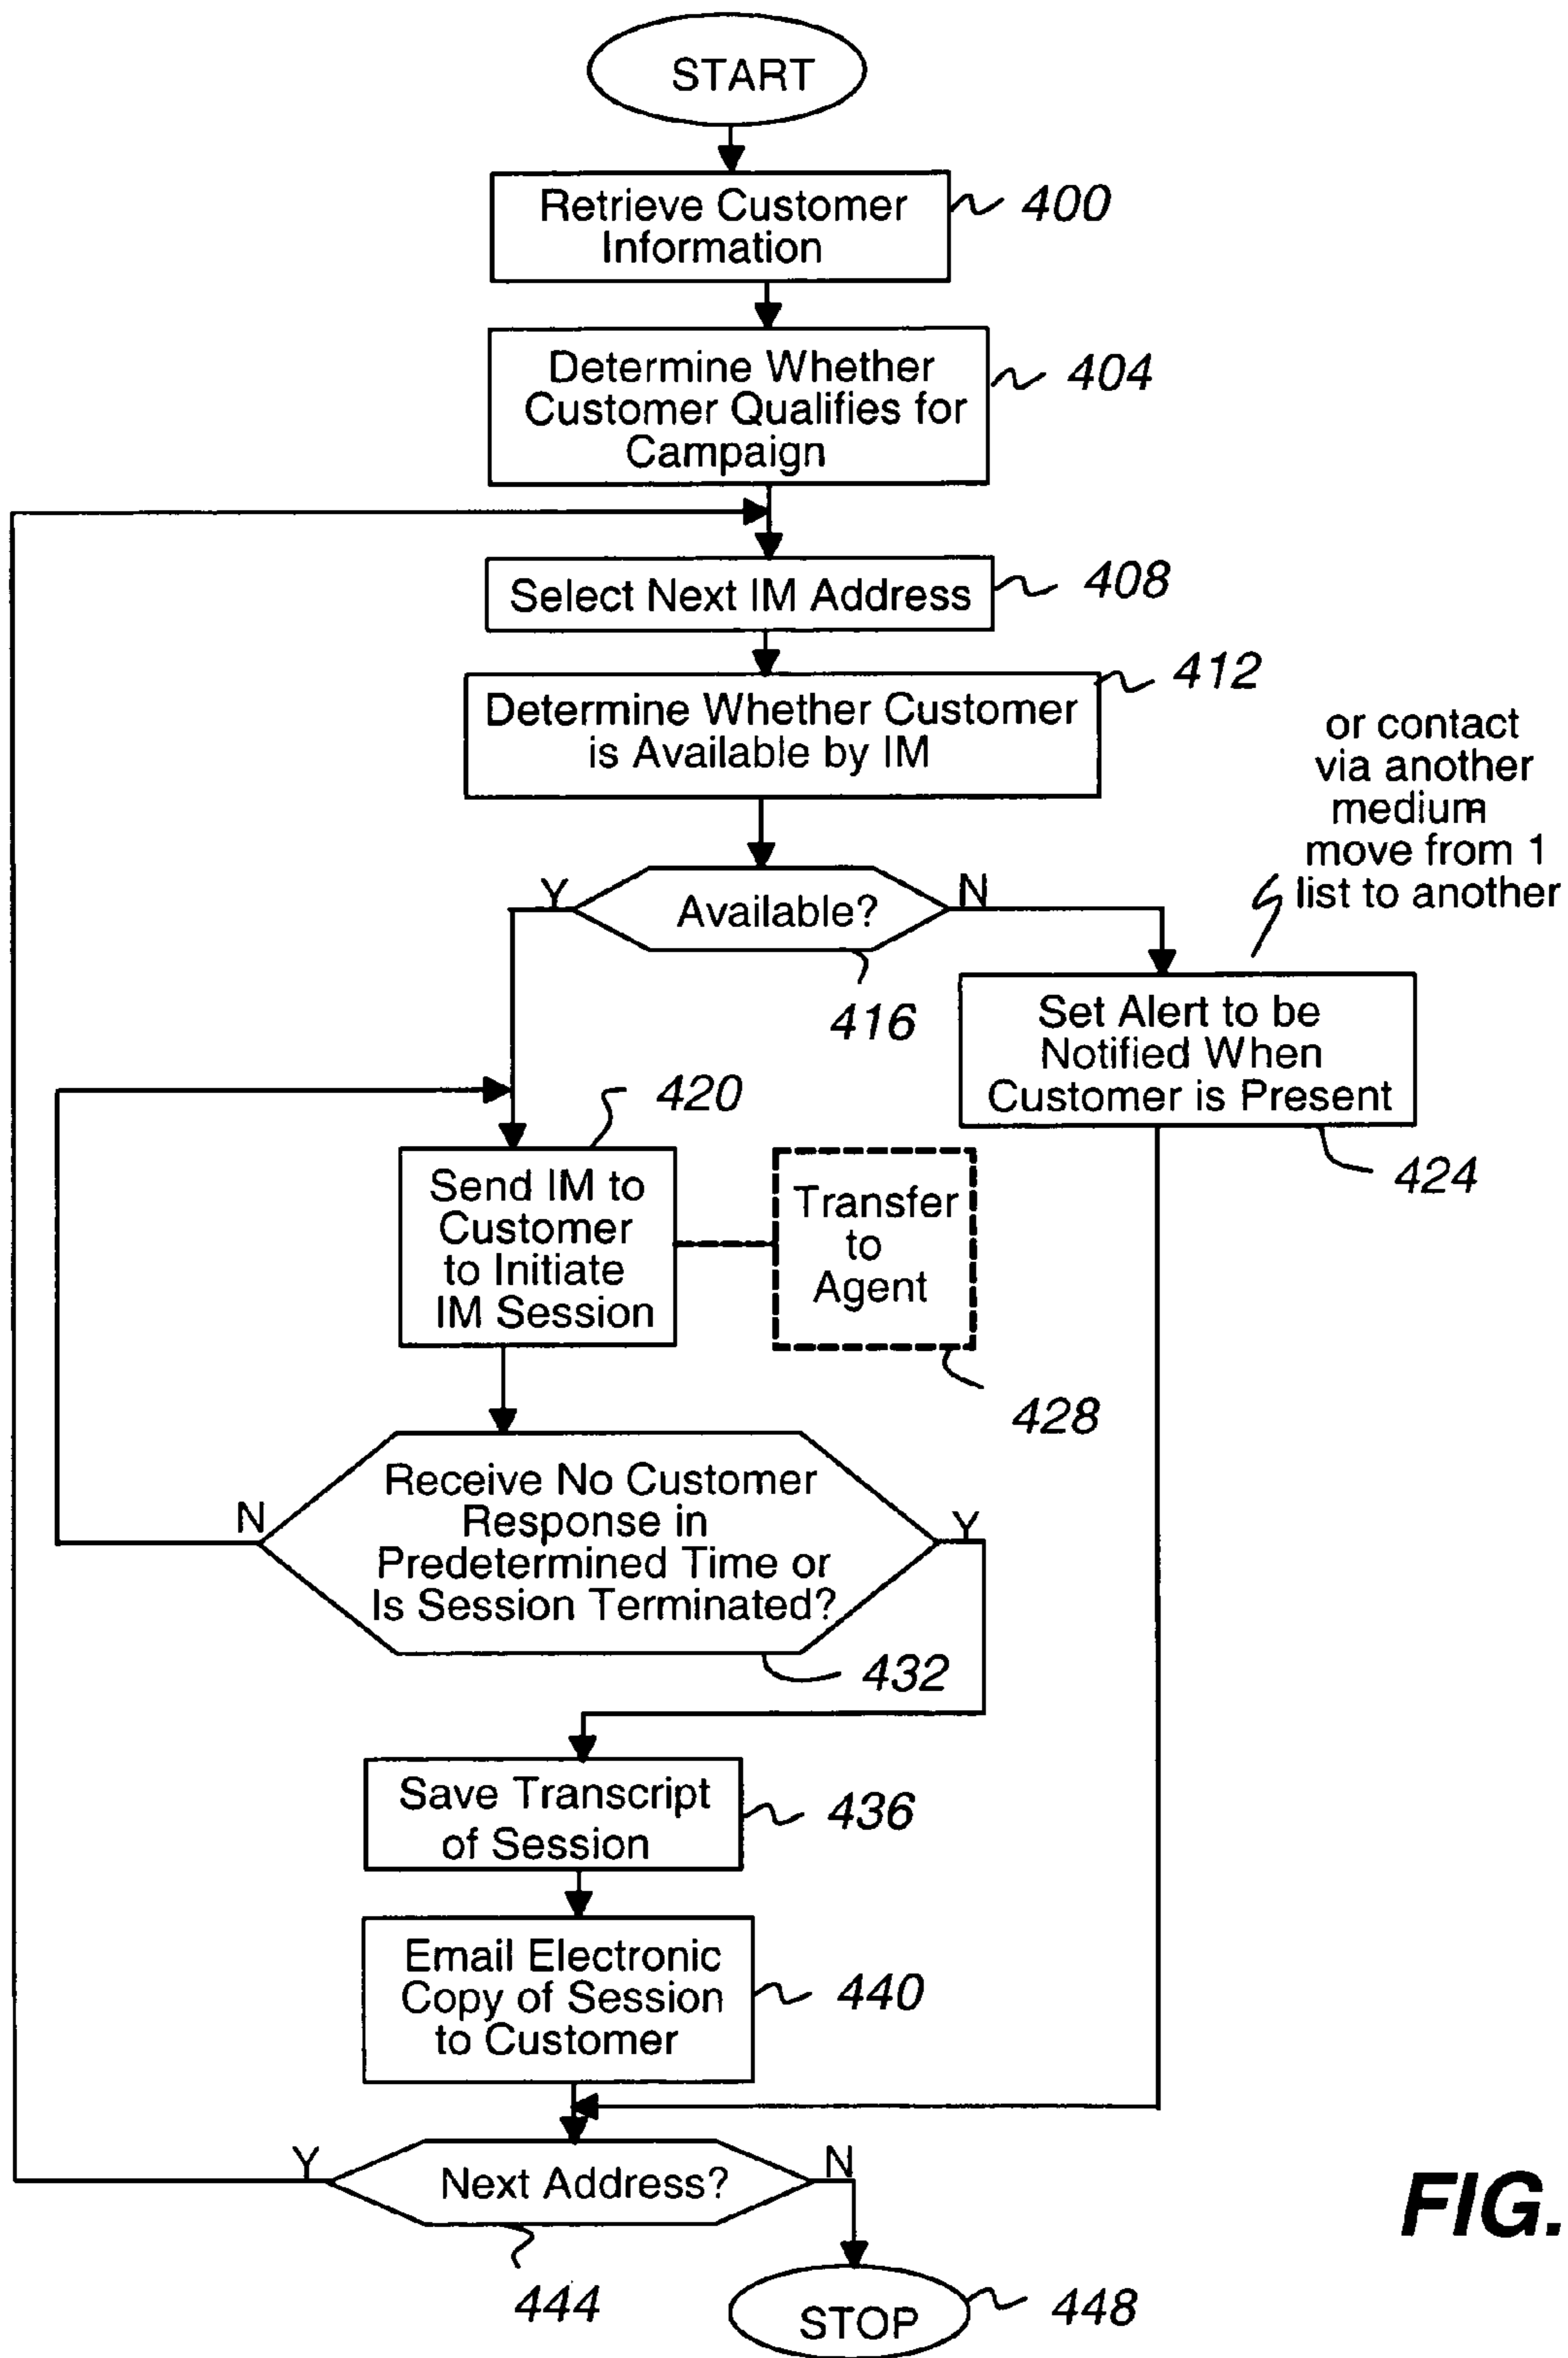 START
Retrieve Customer
Information
400
Determine Whether
Customer Qualifies for
Campaign
404
Select Next IM Address
408
Determine Whether Customer
is Available by IM
412
or contact
via another
medium
move from 1
list to another
Y
Available?
N
416
Set Alert to be
Notified When
Customer is Present
424
420
Send IM to
Customer
to Initiate
IM Session
Transfer
to
Agent
428
N
Receive No Customer
Response in
Predetermined Time or
Is Session Terminated?
Y
432
Save Transcript
of Session
436
Email Electronic
Copy of Session
to Customer
440
Y
Next Address?
N
444
STOP
448
FIG.